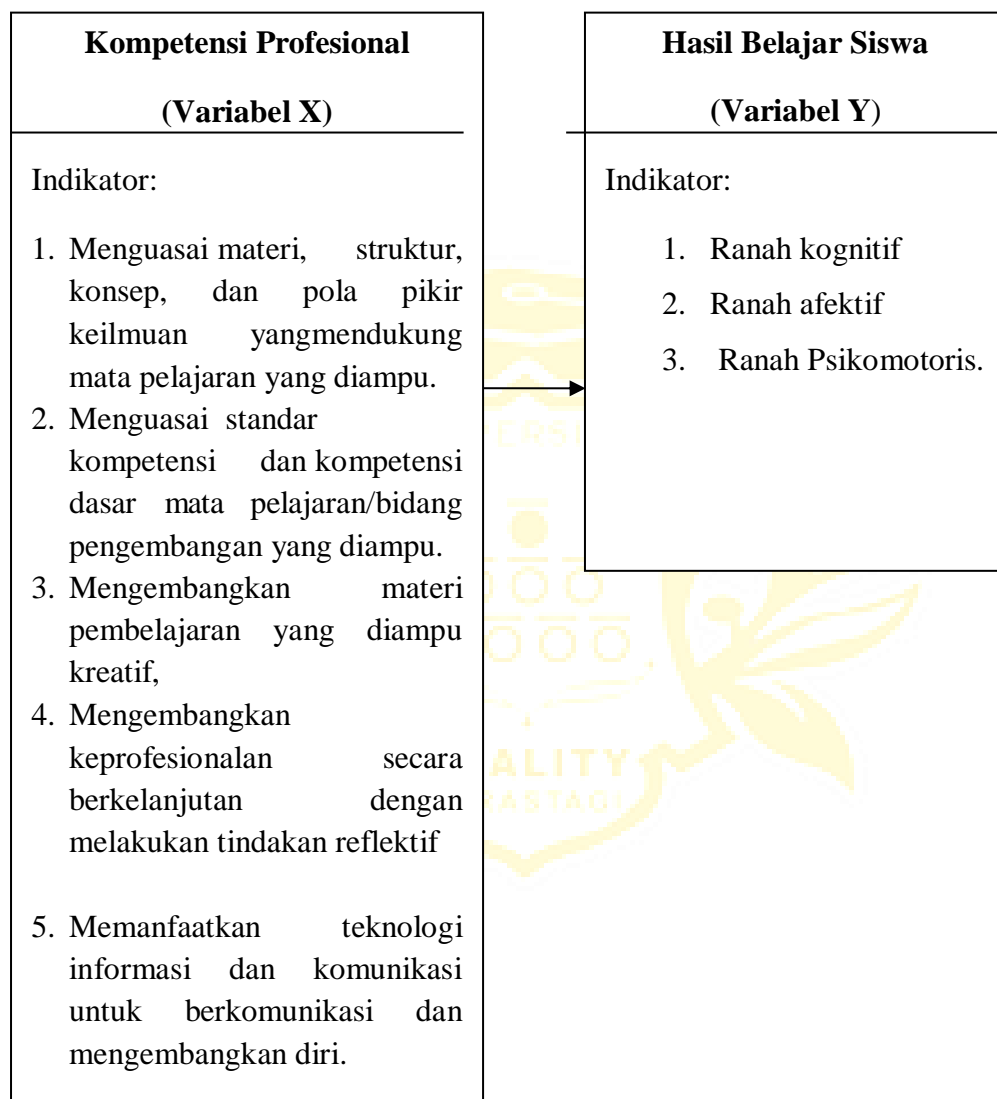 Kompetensi Profesional
(Variabel X)
Indikator:
1. Menguasai materi, struktur,
konsep, dan pola pikir
keilmuan yangmendukung
mata pelajaran yang diampu.
2. Menguasai standar
kompetensi dan kompetensi
dasar mata pelajaran/bidang
pengembangan yang diampu.
3. Mengembangkan materi
pembelajaran yang diampu
kreatif,
4. Mengembangkan
keprofesionalan secara
berkelanjutan dengan
melakukan tindakan reflektif
5. Memanfaatkan teknologi
informasi dan komunikasi
untuk berkomunikasi dan
mengembangkan diri.
Hasil Belajar Siswa
(Variabel Y)
Indikator:
1. Ranah kognitif
2. Ranah afektif
3. Ranah Psikomotoris.